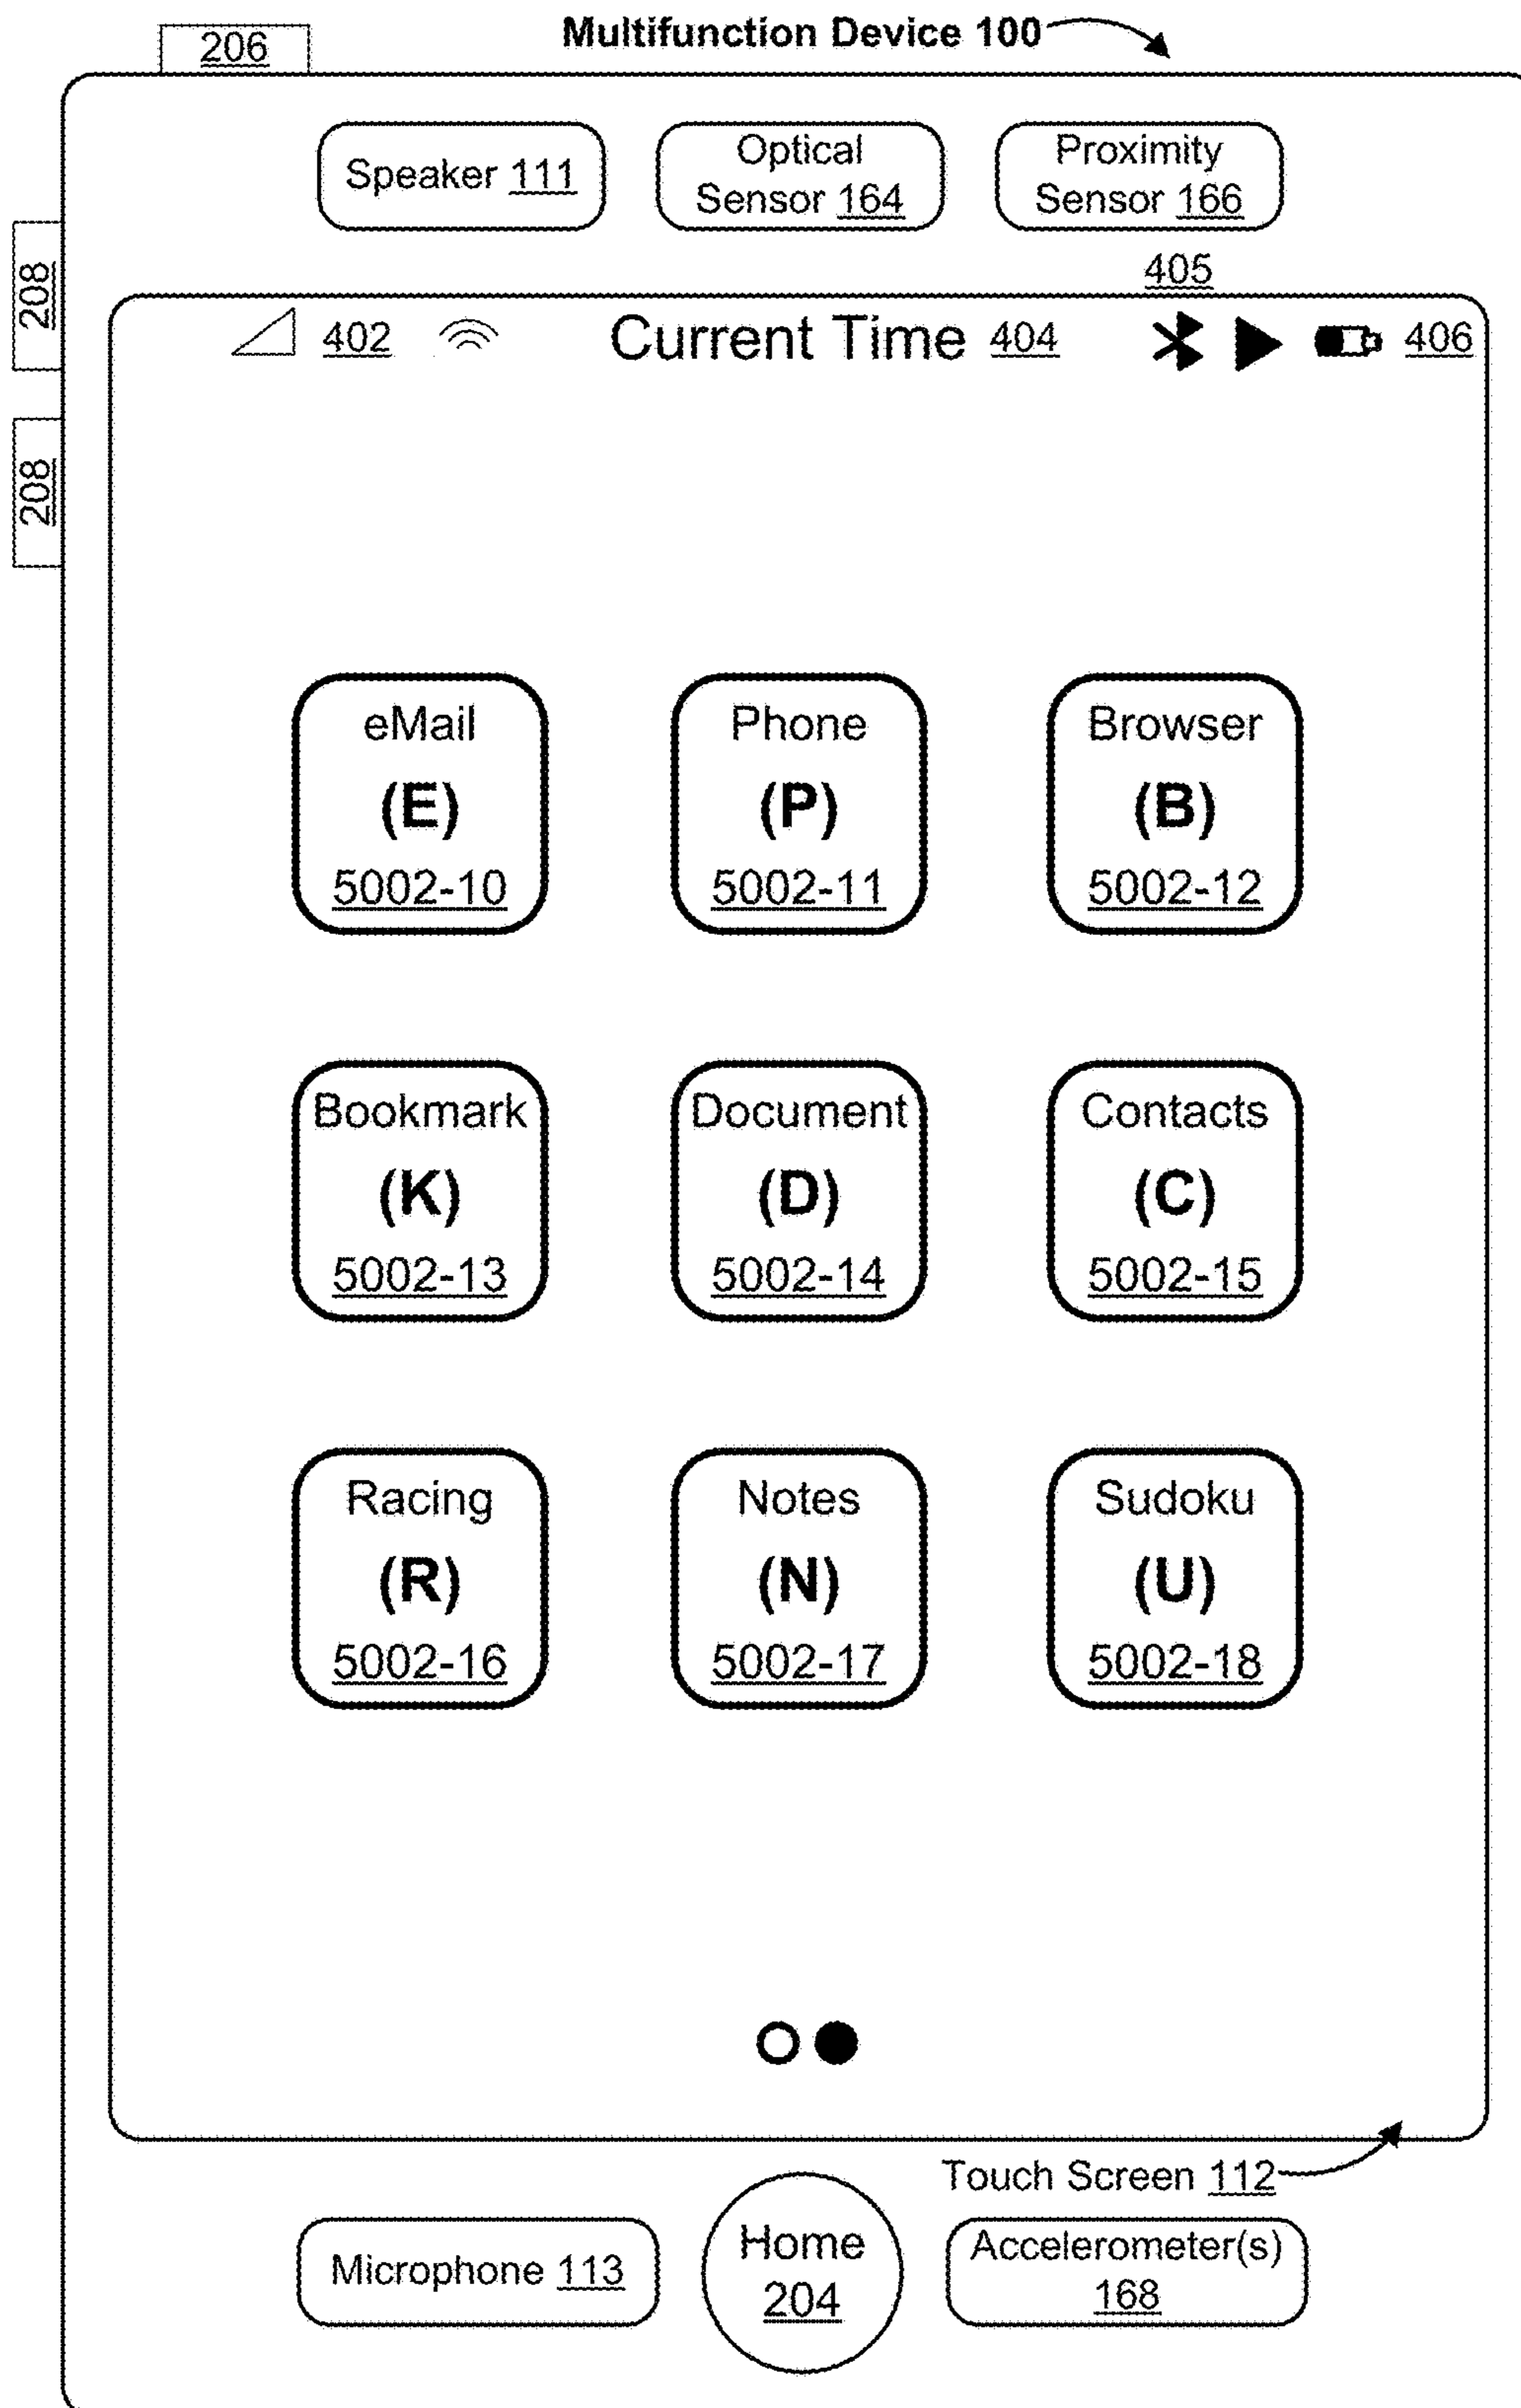 Multifunction Device 100
206
Speaker 111
Optical
Sensor 164
Proximity
Sensor 166
208
208
405
402
Current Time 404
406
eMail
(E)
5002-10
Phone
(P)
5002-11
Browser
(B)
5002-12
Bookmark
(K)
5002-13
Document
(D)
5002-14
Contacts
(C)
5002-15
Racing
(R)
5002-16
Notes
(N)
5002-17
Sudoku
(U)
5002-18
Touch Screen 112
Microphone 113
Home
204
Accelerometer(s)
168